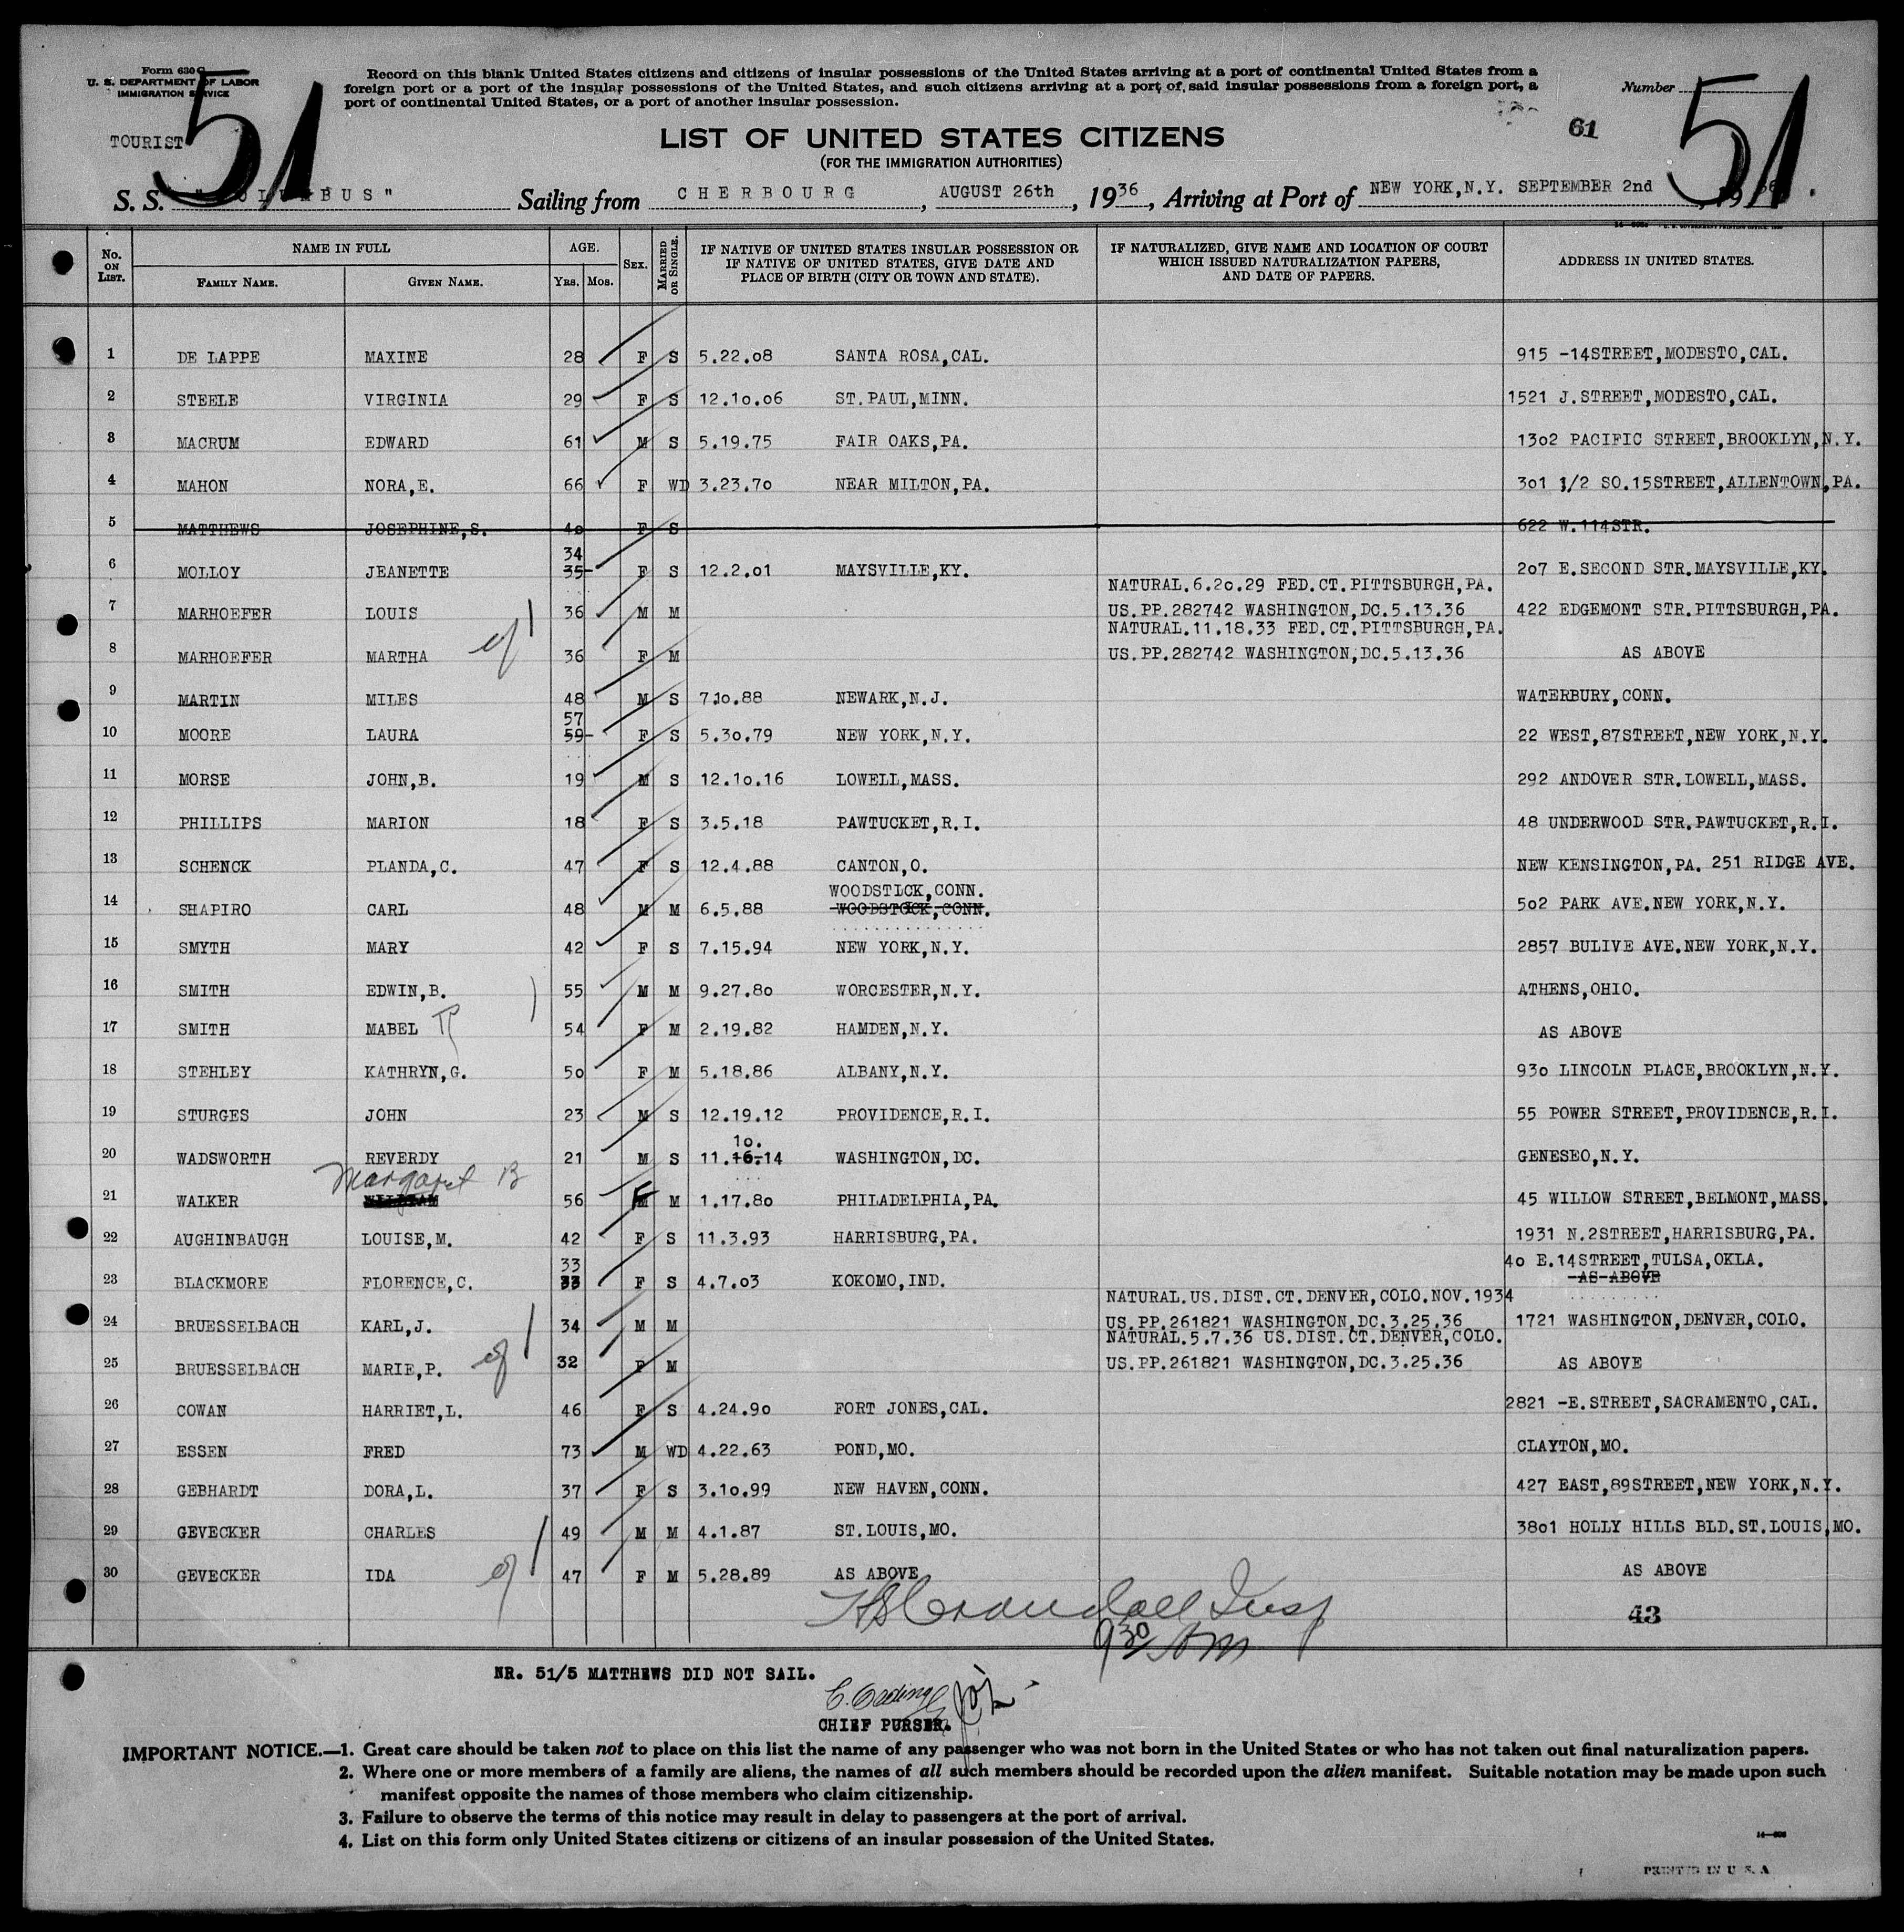 Form 630 C
U. S. DEPARTMENT OF LABOR
IMMIGRATION SERVICE
Record on this blank United States citizens and citizens of insular possessions of the United States arriving at a port of continental United States from a
foreign port or a port of the insular possessions of the United States, and such citizens arriving at a port of said insular possessions from a foreign port, a
port of continental United States, or a port of another insular possession.
Number
51 51
61
TOURIST
LIST OF UNITED STATES CITIZENS
(FOR THE IMMIGRATION AUTHORITIES)
S. S. "COLUMBUS" Sailing from CHERBOURG, AUGUST 26th, 1936, Arriving at Port of NEW YORK,N.Y. SEPTEMBER 2nd, 1936
No. ON LIST. NAME IN FULL FAMILY NAME. GIVEN NAME. AGE. YRS. MOS. SEX. MARRIED OR SINGLE. IF NATIVE OF UNITED STATES INSULAR POSSESSION OR IF NATIVE OF UNITED STATES, GIVE DATE AND PLACE OF BIRTH (CITY OR TOWN AND STATE). IF NATURALIZED, GIVE NAME AND LOCATION OF COURT WHICH ISSUED NATURALIZATION PAPERS, AND DATE OF PAPERS. ADDRESS IN UNITED STATES.
1 DE LAPPE MAXINE 28 F S 5.22.08 SANTA ROSA,CAL. 915 -14STREET,MODESTO,CAL.
2 STEELE VIRGINIA 29 F S 12.10.06 ST.PAUL,MINN. 1521 J.STREET,MODESTO,CAL.
3 MACRUM EDWARD 61 M S 5.19.75 FAIR OAKS,PA. 1302 PACIFIC STREET,BROOKLYN,N.Y.
4 MAHON NORA,E. 66 F WD 3.23.70 NEAR MILTON,PA. 301 1/2 SO.15STREET,ALLENTOWN,PA.
5 MATTHEWS JOSEPHINE,S. 40 F S 622 W.114STR.
34
6 MOLLOY JEANETTE 35 F S 12.2.01 MAYSVILLE,KY. 207 E.SECOND STR.MAYSVILLE,KY.
NATURAL.6.20.29 FED.CT.PITTSBURGH,PA.
7 MARHOEFER LOUIS 36 M M US.PP.282742 WASHINGTON,DC.5.13.36 422 EDGEMONT STR.PITTSBURGH,PA.
NATURAL.11.18.33 FED.CT.PITTSBURGH,PA.
8 MARHOEFER MARTHA 36 F M US.PP.282742 WASHINGTON,DC.5.13.36 AS ABOVE
9 MARTIN MILES 48 M S 7.10.88 NEWARK,N.J. WATERBURY,CONN.
57
10 MOORE LAURA 59 F S 5.30.79 NEW YORK,N.Y. 22 WEST,87STREET,NEW YORK,N.Y.
11 MORSE JOHN,B. 19 M S 12.10.16 LOWELL,MASS. 292 ANDOVER STR.LOWELL,MASS.
12 PHILLIPS MARION 18 F S 3.5.18 PAWTUCKET,R.I. 48 UNDERWOOD STR.PAWTUCKET,R.I.
13 SCHENCK PLANDA,C. 47 F S 12.4.88 CANTON,O. NEW KENSINGTON,PA. 251 RIDGE AVE.
WOODSTICK,CONN.
14 SHAPIRO CARL 48 M M 6.5.88 WOODSTOCK,CONN. 502 PARK AVE.NEW YORK,N.Y.
15 SMYTH MARY 42 F S 7.15.94 NEW YORK,N.Y. 2857 BULIVE AVE.NEW YORK,N.Y.
16 SMITH EDWIN,B. 55 M M 9.27.80 WORCESTER,N.Y. ATHENS,OHIO.
17 SMITH MABEL 54 F M 2.19.82 HAMDEN,N.Y. AS ABOVE
18 STEHLEY KATHRYN,G. 50 F M 5.18.86 ALBANY,N.Y. 930 LINCOLN PLACE,BROOKLYN,N.Y.
19 STURGES JOHN 23 M S 12.19.12 PROVIDENCE,R.I. 55 POWER STREET,PROVIDENCE,R.I.
10.
20 WADSWORTH REVERDY 21 M S 11.16.14 WASHINGTON,DC. GENESEO,N.Y.
Margaret B
21 WALKER WILLIAM 56 F M 1.17.80 PHILADELPHIA,PA. 45 WILLOW STREET,BELMONT,MASS.
22 AUGHINBAUGH LOUISE,M. 42 F S 11.3.93 HARRISBURG,PA. 1931 N.2STREET,HARRISBURG,PA.
33 40 E.14STREET,TULSA,OKLA.
23 BLACKMORE FLORENCE,C. 33 F S 4.7.03 KOKOMO,IND. AS ABOVE
NATURAL.US.DIST.CT.DENVER,COLO.NOV.1934
24 BRUESSELBACH KARL,J. 34 M M US.PP.261821 WASHINGTON,DC.3.25.36 1721 WASHINGTON,DENVER,COLO.
NATURAL.5.7.36 US.DIST.CT.DENVER,COLO.
25 BRUESSELBACH MARIE,P. 32 F M US.PP.261821 WASHINGTON,DC.3.25.36 AS ABOVE
26 COWAN HARRIET,L. 46 F S 4.24.90 FORT JONES,CAL. 2821 -E.STREET,SACRAMENTO,CAL.
27 ESSEN FRED 73 M WD 4.22.63 POND,MO. CLAYTON,MO.
28 GEBHARDT DORA,L. 37 F S 3.10.99 NEW HAVEN,CONN. 427 EAST,89STREET,NEW YORK,N.Y.
29 GEVECKER CHARLES 49 M M 4.1.87 ST.LOUIS,MO. 3801 HOLLY HILLS BLD.ST.LOUIS,MO.
30 GEVECKER IDA 47 F M 5.28.89 AS ABOVE AS ABOVE
Crandall Insp
930 AM
43
NR. 51/5 MATTHEWS DID NOT SAIL.
CHIEF PURSER.
IMPORTANT NOTICE.—1. Great care should be taken not to place on this list the name of any passenger who was not born in the United States or who has not taken out final naturalization papers.
2. Where one or more members of a family are aliens, the names of all such members should be recorded upon the alien manifest. Suitable notation may be made upon such
manifest opposite the names of those members who claim citizenship.
3. Failure to observe the terms of this notice may result in delay to passengers at the port of arrival.
4. List on this form only United States citizens or citizens of an insular possession of the United States.
PRINTED IN U. S. A